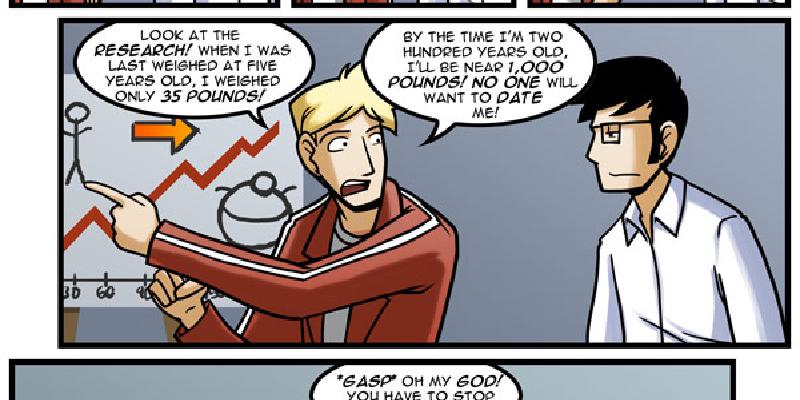 LOOK AT THE
RESEARCH! WHEN I WAS
LAST WEIGHED AT FIVE
YEARS OLD, I WEIGHED
ONLY 35 POUNDS!
BY THE TIME I'M TWO
HUNDRED YEARS OLD,
I'LL BE NEAR 1,000
POUNDS! NO ONE WILL
WANT TO DATE
ME!
30 60
*GASP* OH MY GOD!
YOU HAVE TO STOP